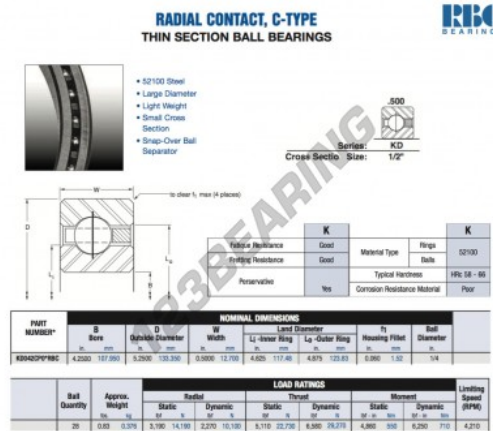 RADIAL CONTACT, C-TYPE
THIN SECTION BALL BEARINGS
RBC
BEARING
• 52100 Steel
• Large Diameter
• Light Weight
• Small Cross
Section
• Snap-Over Ball
Separator
.500
Series: KD
Cross Sectio Size: 1/2"
W
to clear f₁ max (4 places)
D
B
K K
Fatigue Resistance Good Material Type Rings 52100
Fretting Resistance Good Balls
Perservative Yes Typical Hardness HRc 58 - 66
Corrosion Resistance Material Poor
123BEARING
NOMINAL DIMENSIONS
PART NUMBER* B Bore D Outside Diameter W Width Land Diameter f₁ Housing Fillet Ball Diameter
Lj -Inner Ring Lo -Outer Ring
in. mm in. mm in. mm in. mm in. mm in. mm in.
KD042CP0*RBC 4.2500 107.950 5.2500 133.350 0.5000 12.700 4.625 117.48 4.875 123.83 0.060 1.52 1/4
LOAD RATINGS
Ball Quantity Approx. Weight Radial Thrust Moment Limiting Speed (RPM)
Static Dynamic Static Dynamic Static Dynamic
lbs kg lbf N lbf N lbf N lbf N lbf - in Nm lbf - in Nm
28 0.83 0.376 3,190 14,190 2,270 10,100 5,110 22,730 6,560 29,270 4,860 550 6,250 710 4,210